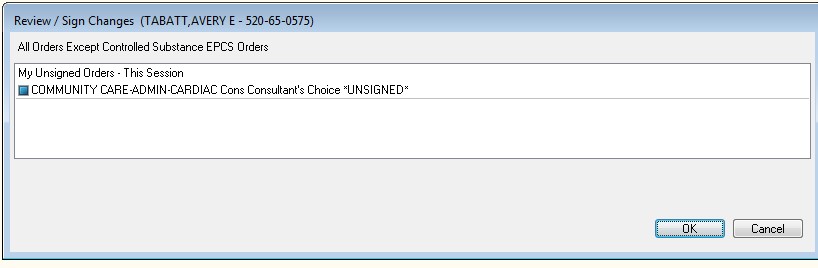 Review / Sign Changes (TABATT,AVERY E - 520-65-0575)
All Orders Except Controlled Substance EPCS Orders
My Unsigned Orders - This Session
COMMUNITY CARE-ADMIN-CARDIAC Cons Consultant's Choice *UNSIGNED*
OK Cancel